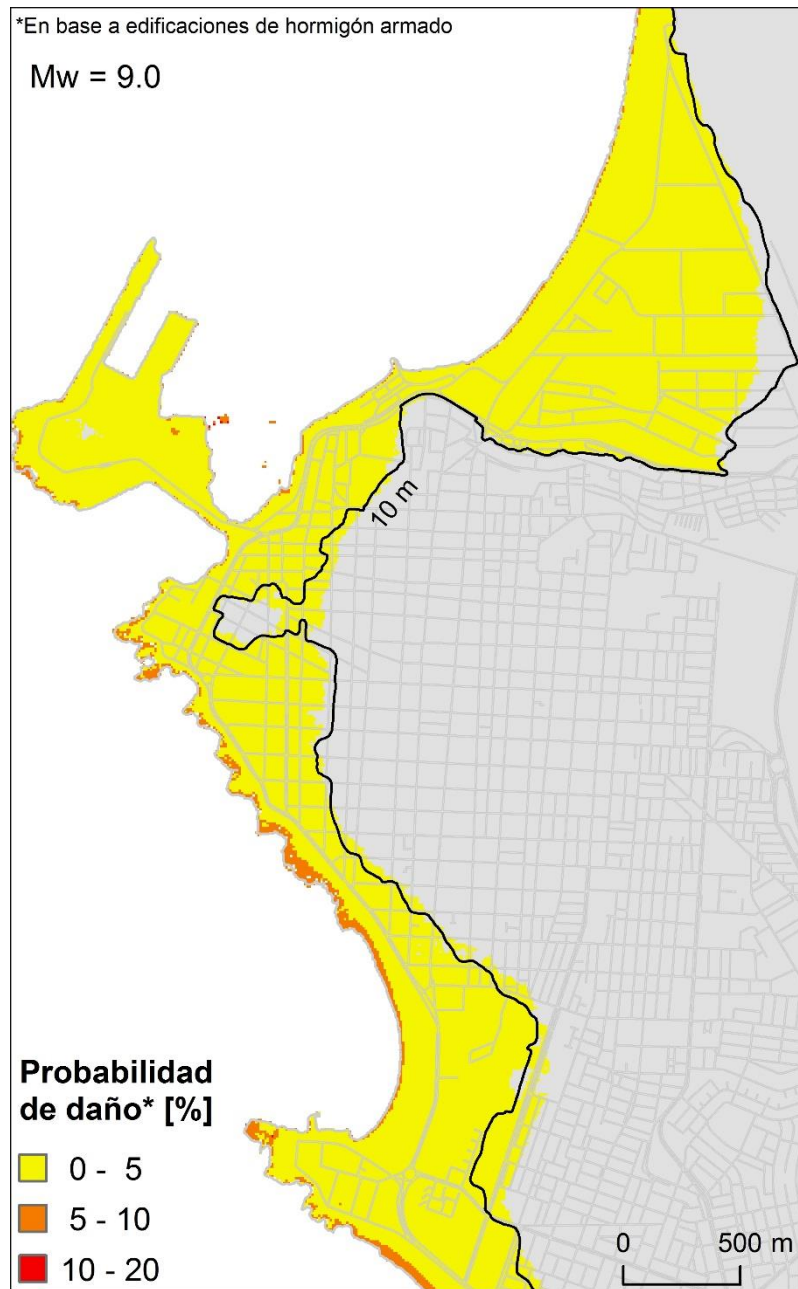 *En base a edificaciones de hormigón armado
Mw = 9.0
10 m
Probabilidad
de daño* [%]
0 - 5
5 - 10
10 - 20
0 500 m